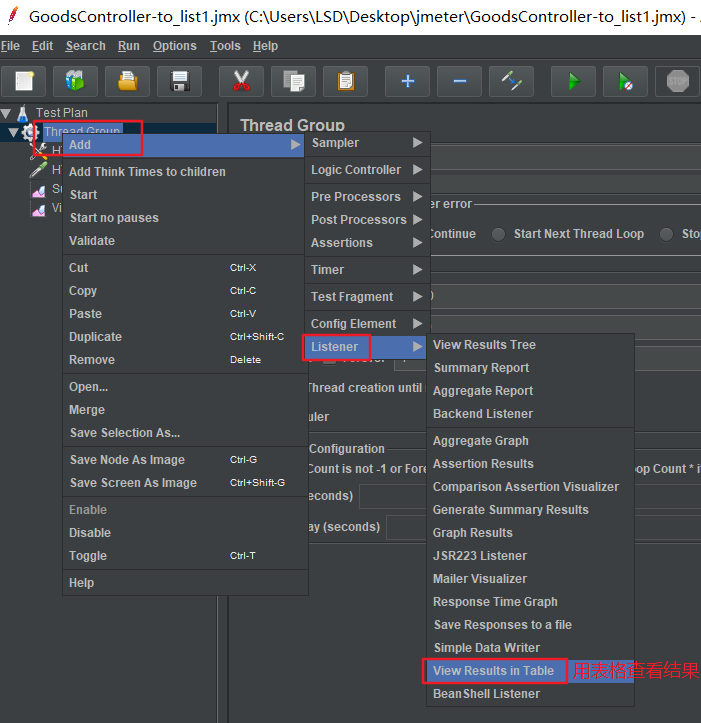 GoodsController-to_list1.jmx (C:\Users\LSD\Desktop\jmeter\GoodsController-to_list1.jmx) -
File Edit Search Run Options Tools Help
STOP
Test Plan
Thread Group
Thread Group
Add
Add Think Times to children
Start
Start no pauses
Validate
Cut Ctrl-X
Copy Ctrl-C
Paste Ctrl-V
Duplicate Ctrl+Shift-C
Remove Delete
Open...
Merge
Save Selection As...
Save Node As Image Ctrl-G
Save Screen As Image Ctrl+Shift-G
Enable
Disable
Toggle Ctrl-T
Help
Sampler
Logic Controller
Pre Processors
Post Processors
Assertions
Timer
Test Fragment
Config Element
Listener
er error
Continue Start Next Thread Loop Sto
Thread creation until
uler
Configuration
Count is not -1 or Fore
oop Count * i
econds)
ay (seconds)
View Results Tree
Summary Report
Aggregate Report
Backend Listener
Aggregate Graph
Assertion Results
Comparison Assertion Visualizer
Generate Summary Results
Graph Results
JSR223 Listener
Mailer Visualizer
Response Time Graph
Save Responses to a file
Simple Data Writer
View Results in Table 用表格查看结果
BeanShell Listener